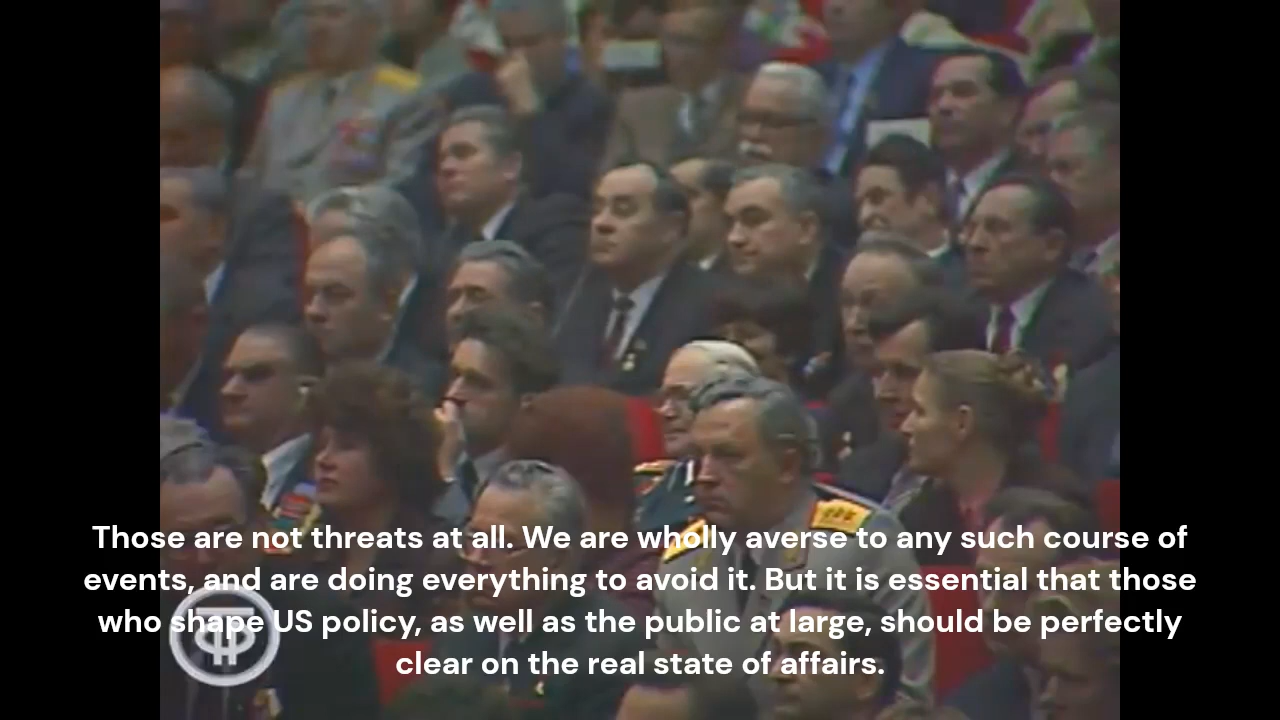 Those are not threats at all. We are wholly averse to any such course of
events, and are doing everything to avoid it. But it is essential that those
who shape US policy, as well as the public at large, should be perfectly
clear on the real state of affairs.